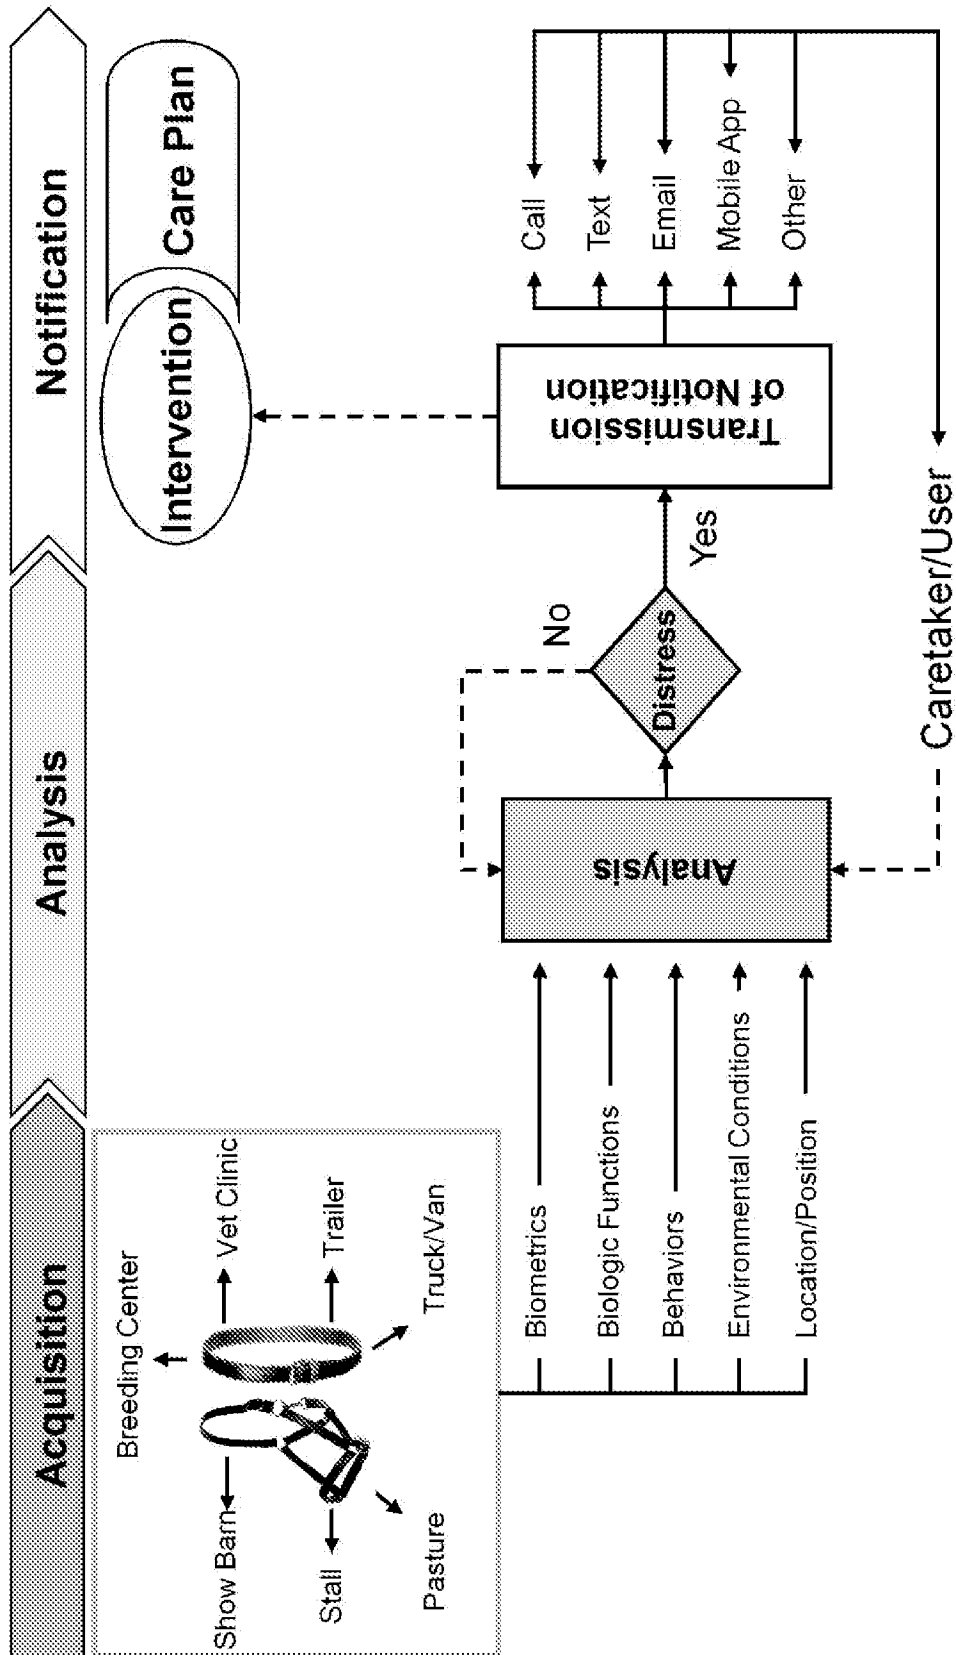 Acquisition
Analysis
Notification
Breeding Center
Show Barn
Vet Clinic
Stall
Trailer
Pasture
Truck/Van
Biometrics
Biologic Functions
Behaviors
Environmental Conditions
Location/Position
Analysis
Distress
No
Yes
Transmission
of Notification
Intervention
Care Plan
Call
Text
Email
Mobile App
Other
Caretaker/User